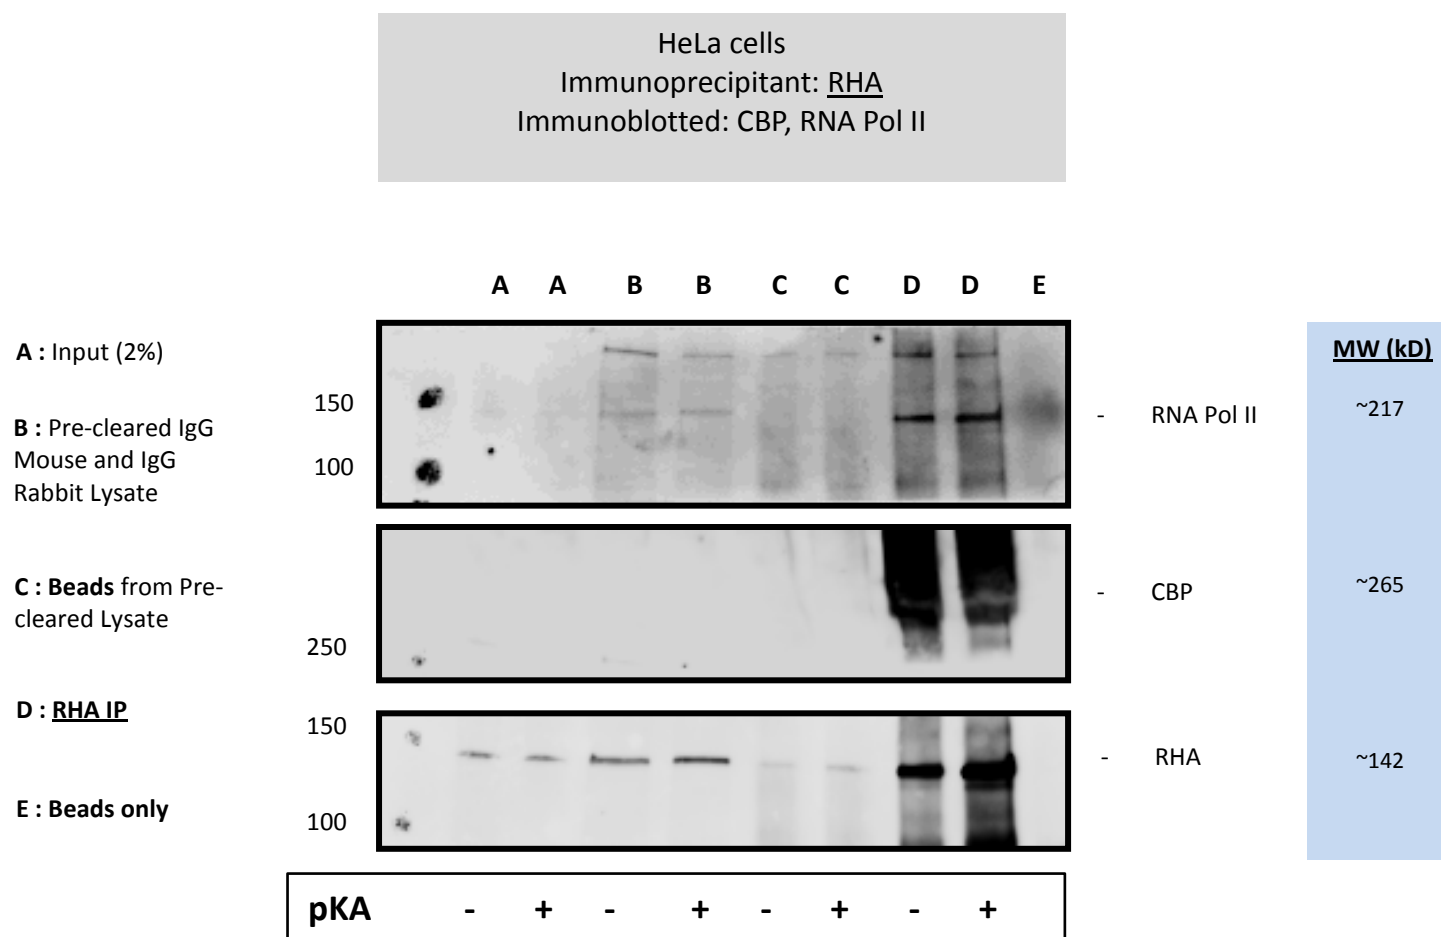 HeLa cells
Immunoprecipitant: RHA
Immunoblotted: CBP, RNA Pol II
A A B B C C D D E
A : Input (2%)
B : Pre-cleared IgG
Mouse and IgG
Rabbit Lysate
C : Beads from Pre-
cleared Lysate
D : RHA IP
E : Beads only
150
100
250
150
100
- RNA Pol II
- CBP
- RHA
MW (kD)
~217
~265
~142
pKA - + - + - + - +